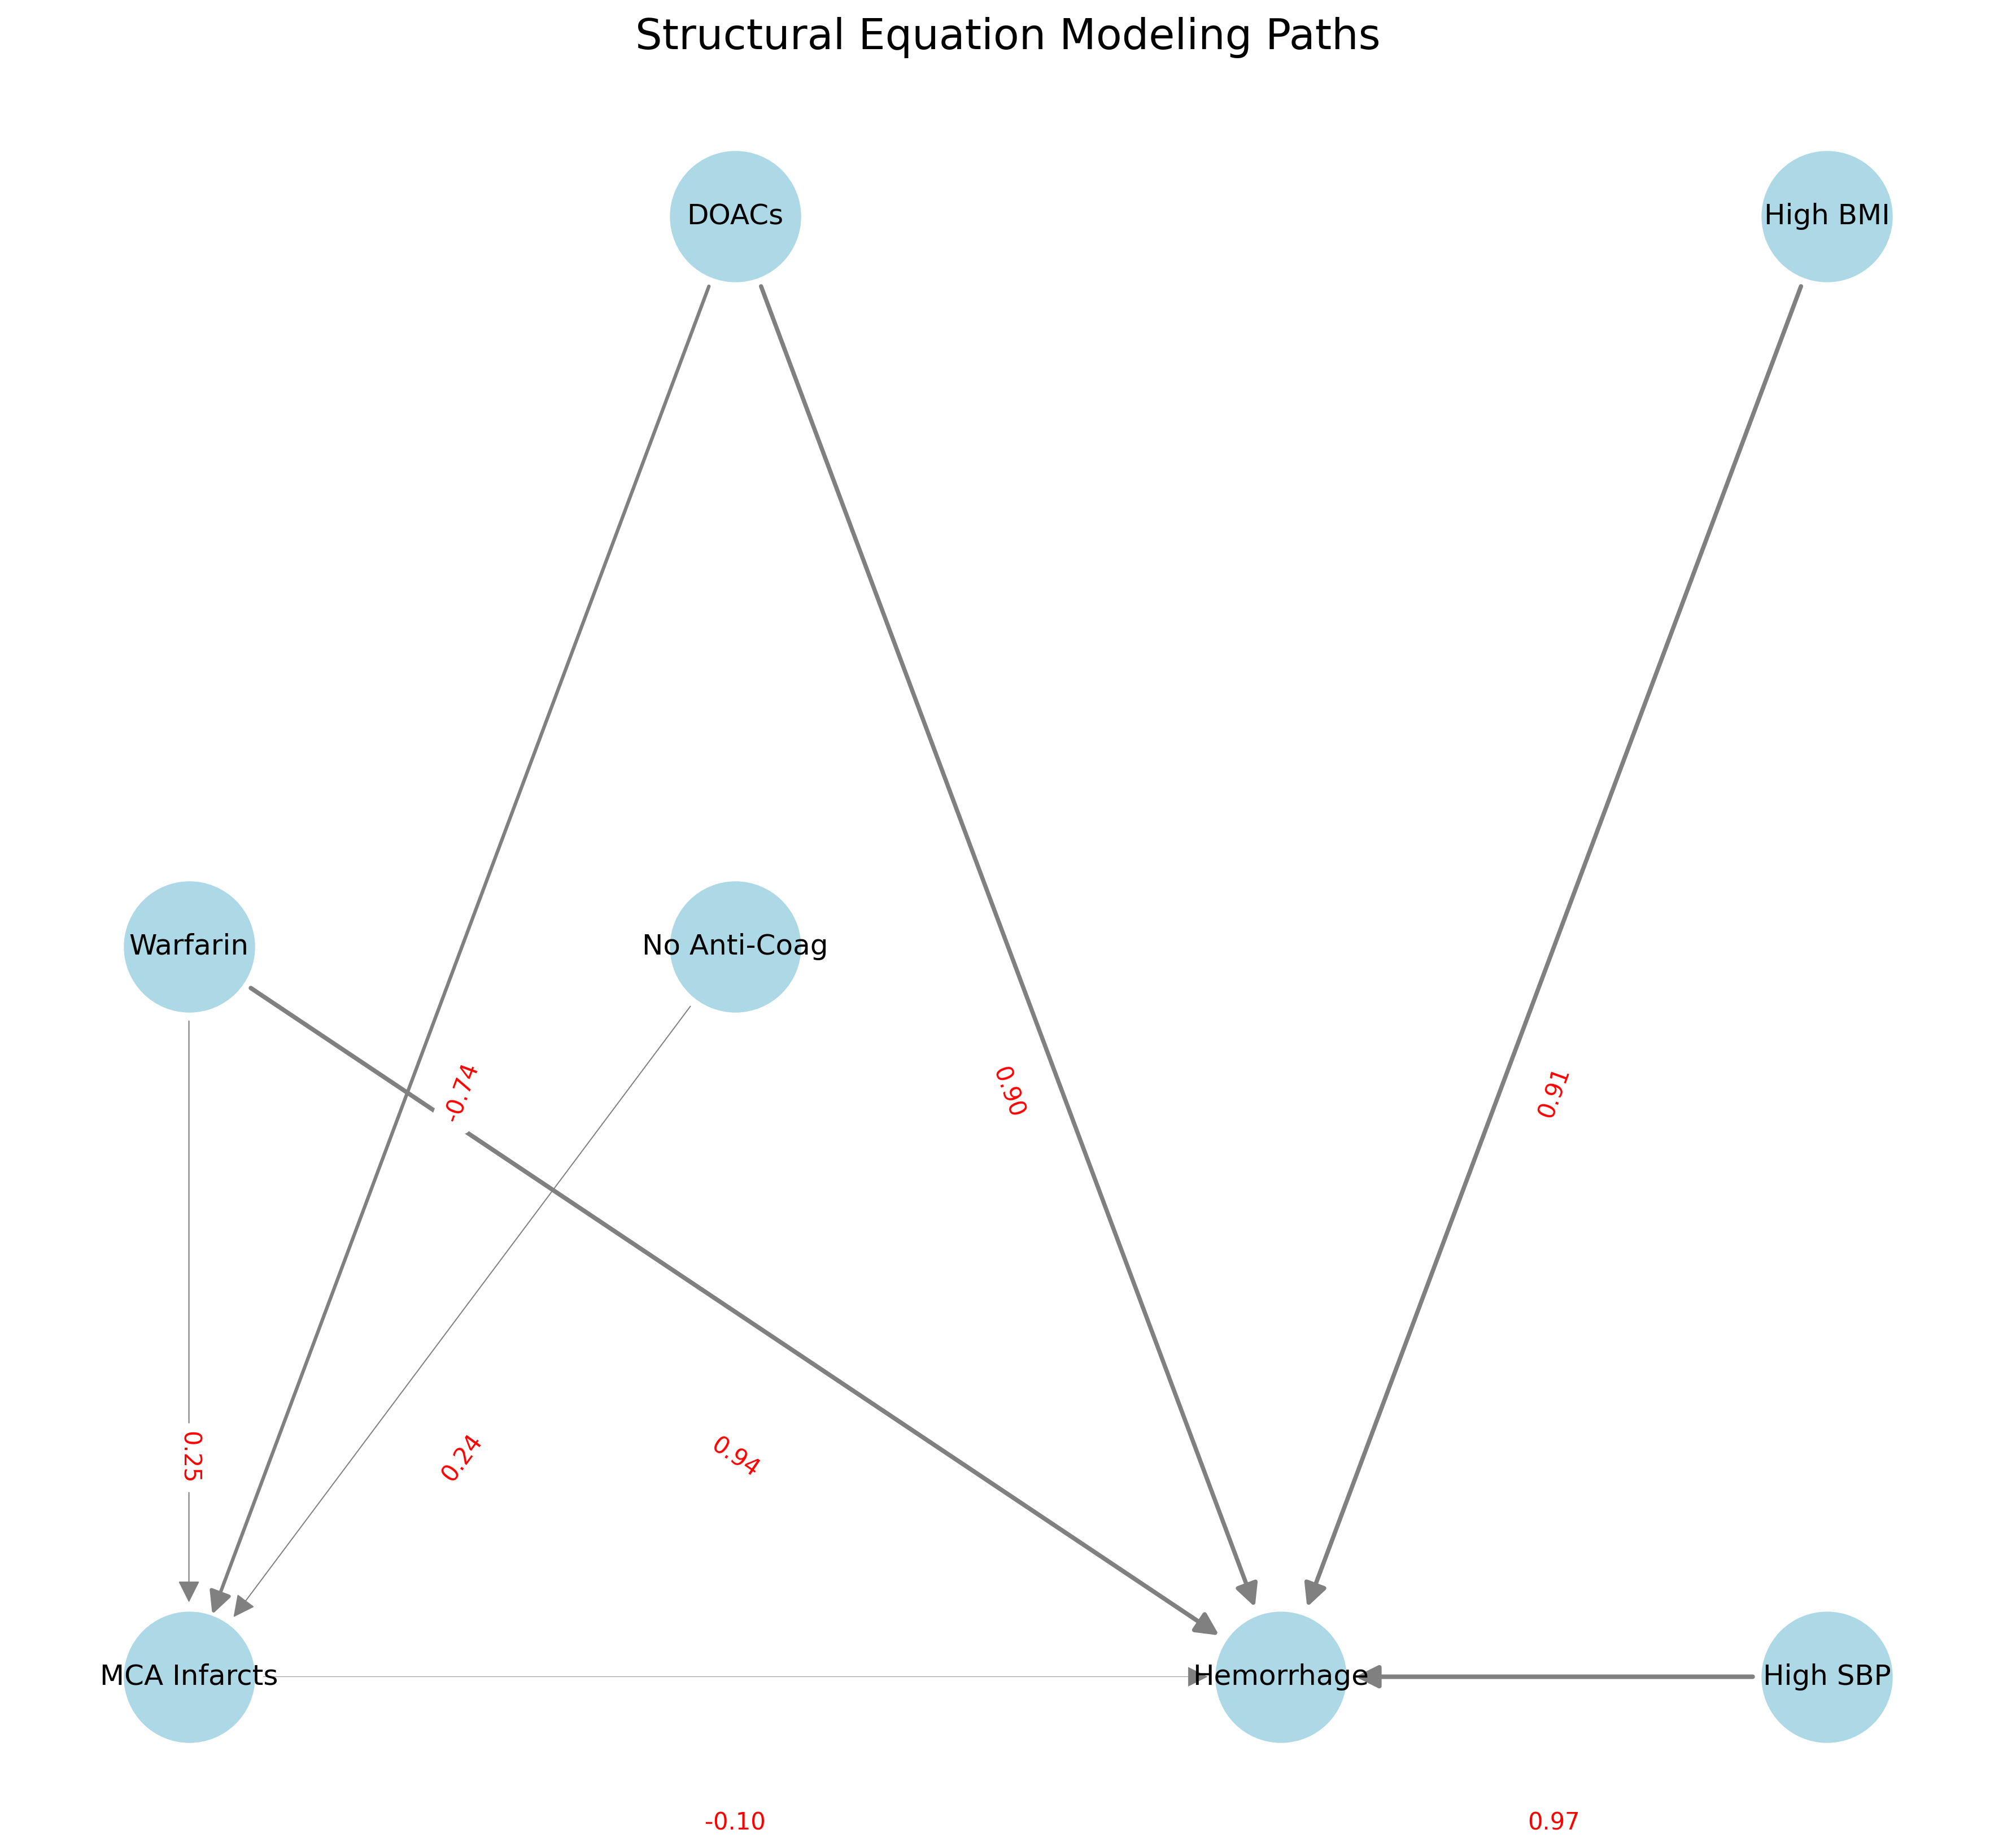 Structural Equation Modeling Paths
DOACs
High BMI
Warfarin
No Anti-Coag
-0.74
0.90
0.91
0.25
0.24
0.94
MCA Infarcts
Hemorrhage
High SBP
-0.10
0.97